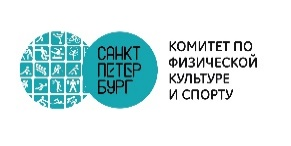 САНКТ
ПЕТЕР
БУРГ
КОМИТЕТ ПО
ФИЗИЧЕСКОЙ
КУЛЬТУРЕ
И СПОРТУ